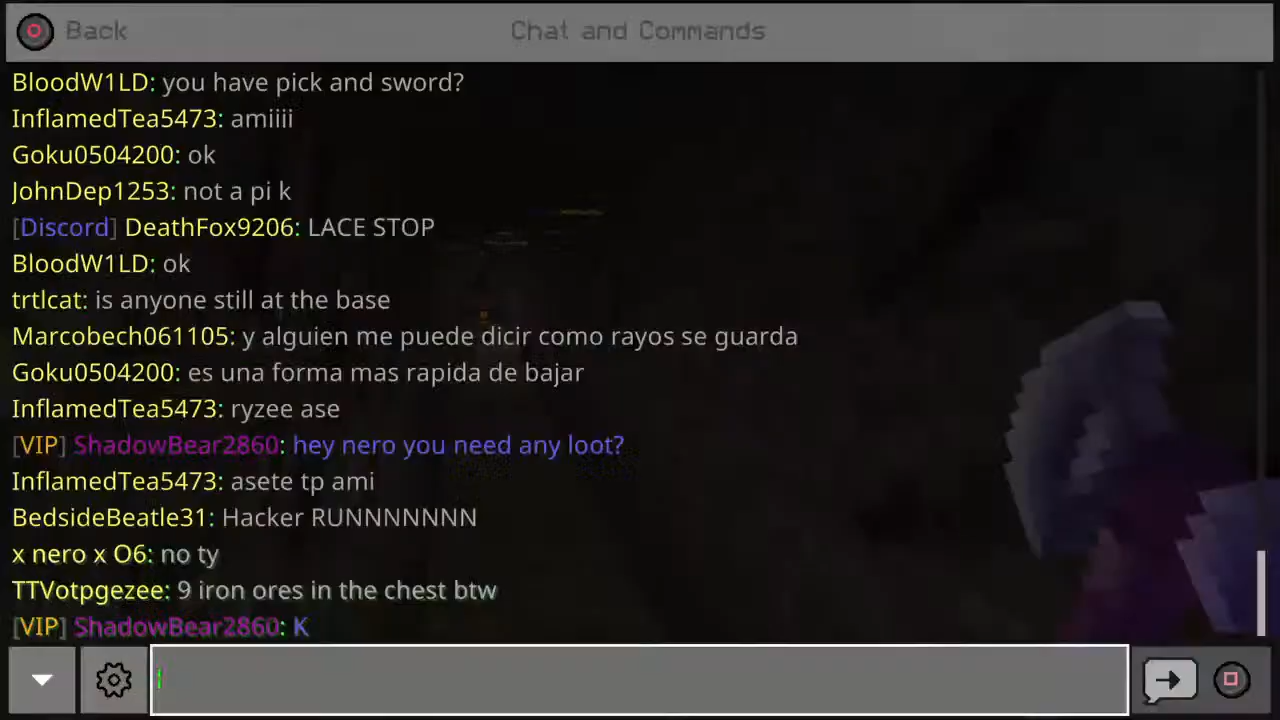 Back
Chat and Commands
BloodW1LD: you have pick and sword?
InflamedTea5473: amiiii
Goku0504200: ok
JohnDep1253: not a pi k
[Discord] DeathFox9206: LACE STOP
BloodW1LD: ok
trtlcat: is anyone still at the base
Marcobech061105: y alguien me puede dicir como rayos se guarda
Goku0504200: es una forma mas rapida de bajar
InflamedTea5473: ryzee ase
[VIP] ShadowBear2860: hey nero you need any loot?
InflamedTea5473: asete tp ami
BedsideBeatle31: Hacker RUNNNNNNN
x nero x O6: no ty
TTVotpgezee: 9 iron ores in the chest btw
[VIP] ShadowBear2860: K